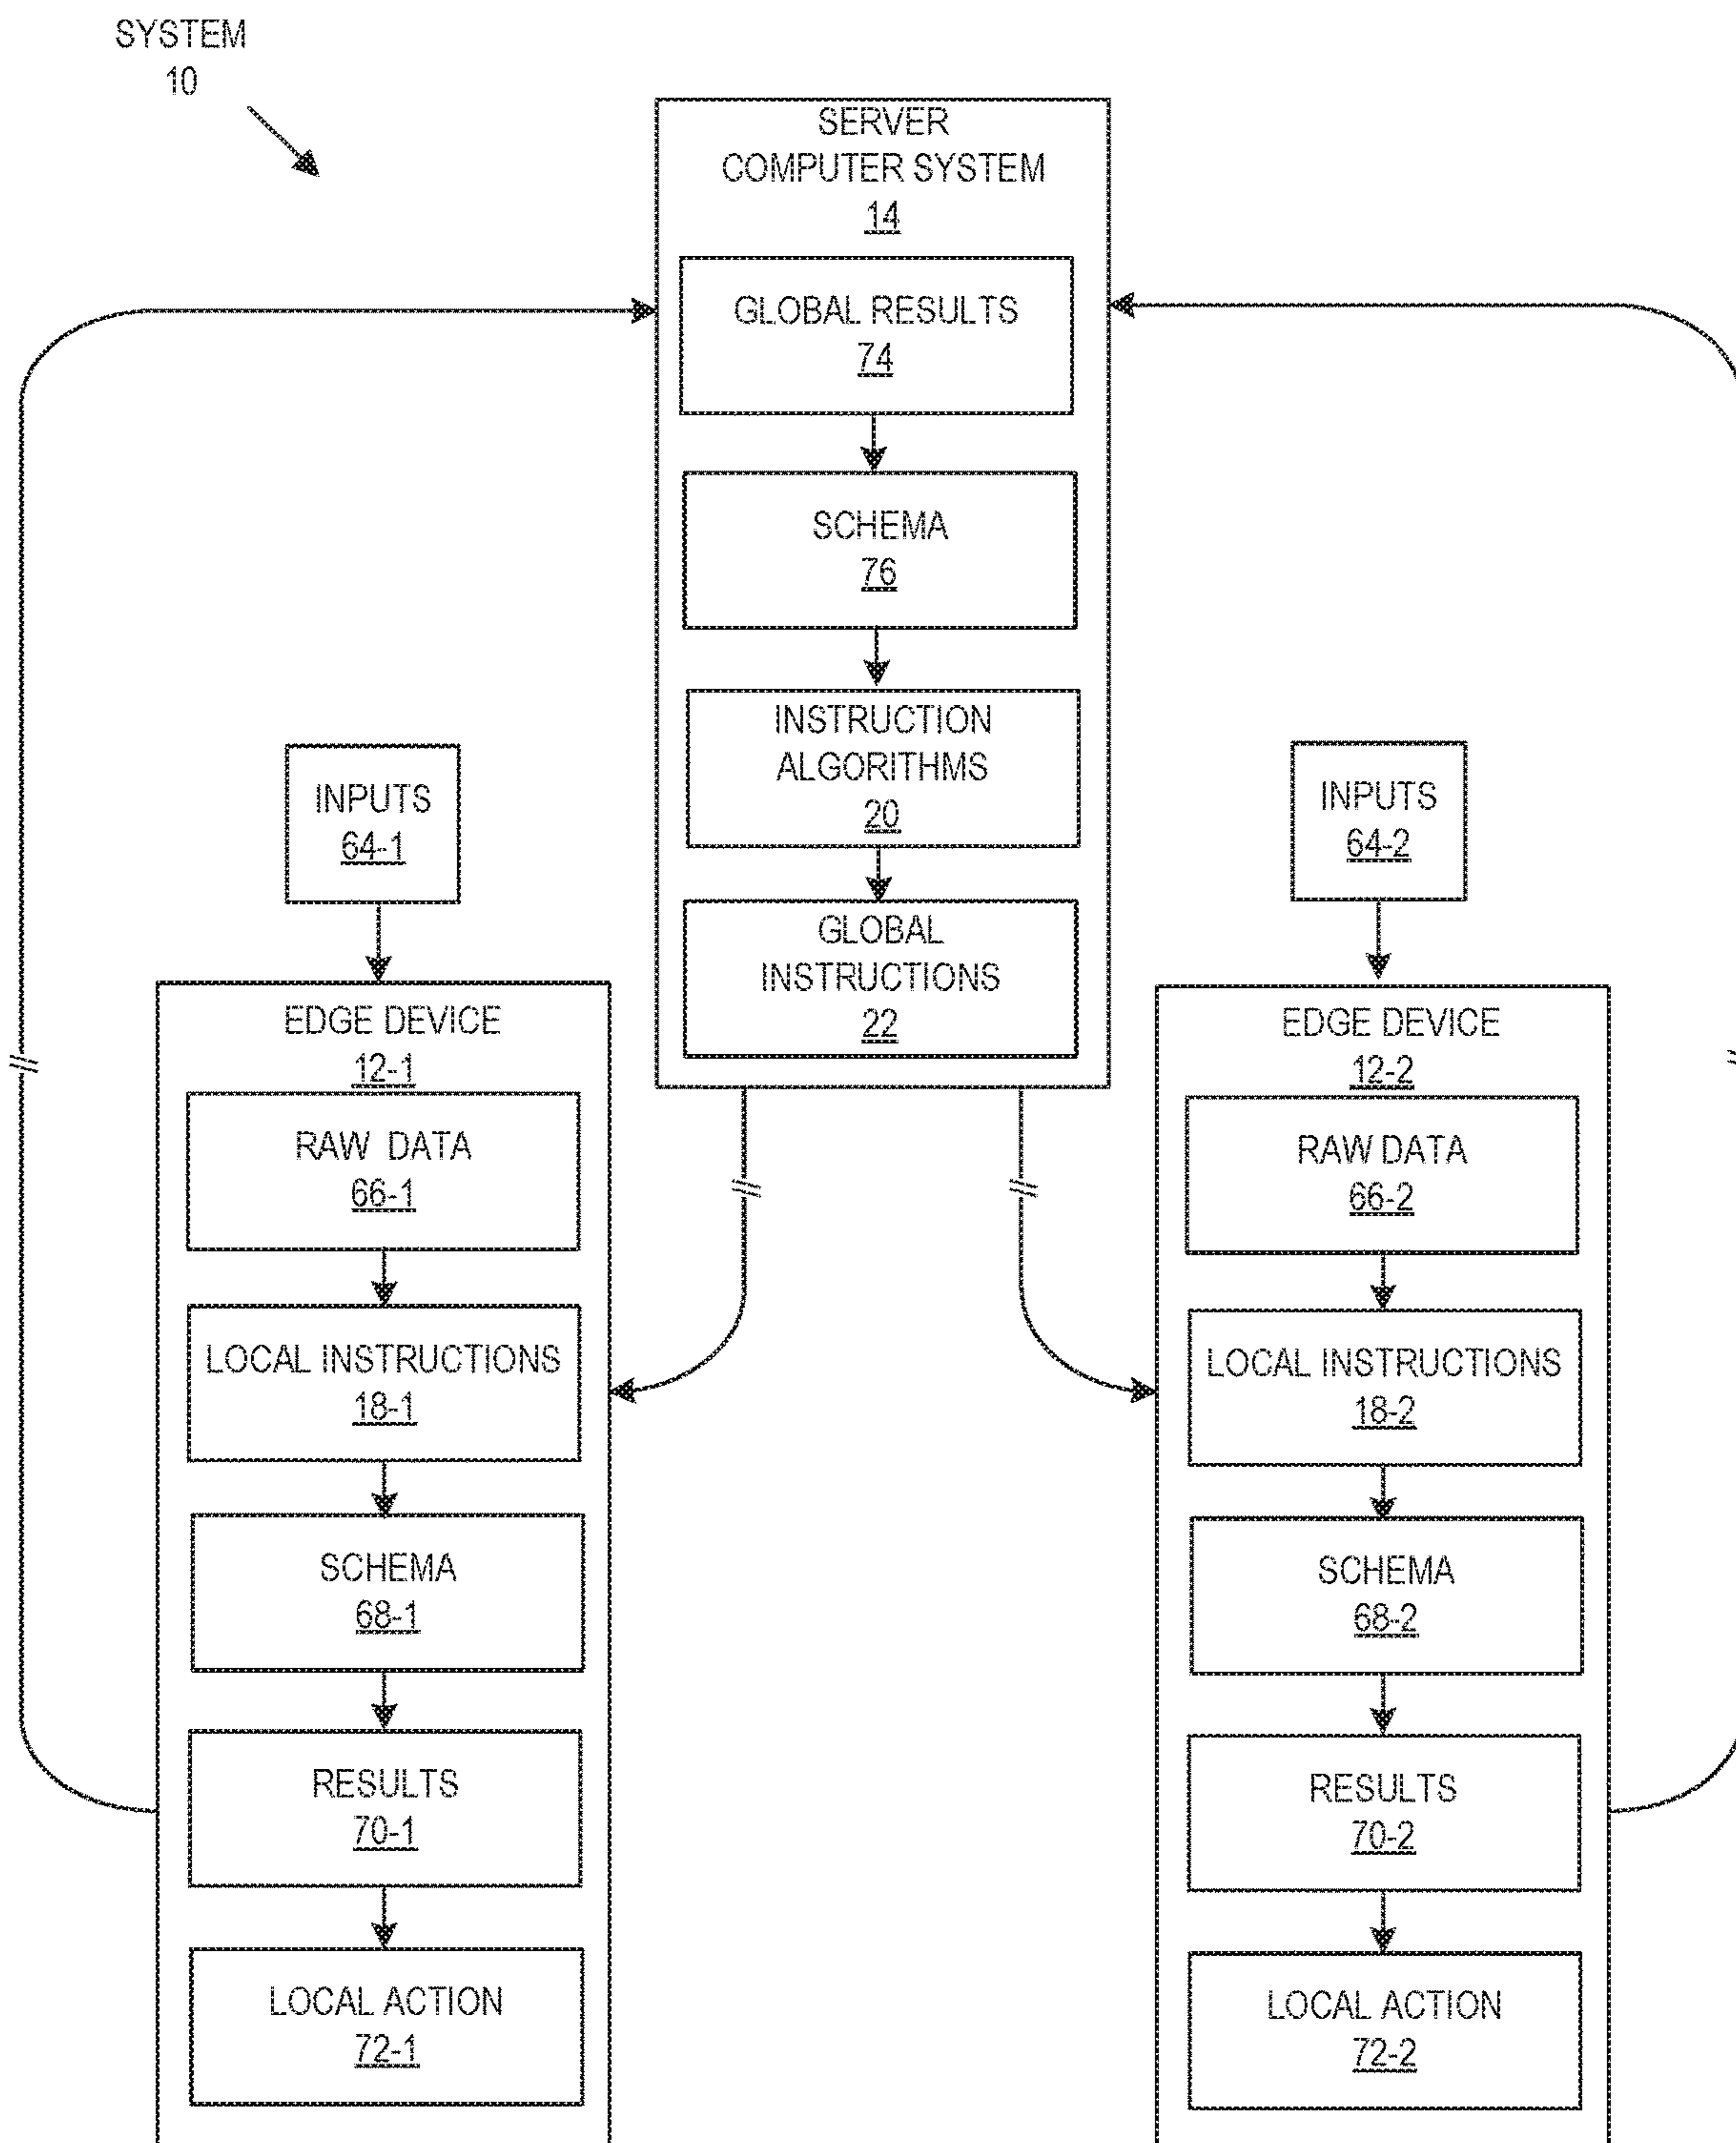 SYSTEM
10
SERVER
COMPUTER SYSTEM
14
GLOBAL RESULTS
74
SCHEMA
76
INSTRUCTION
ALGORITHMS
20
GLOBAL
INSTRUCTIONS
22
INPUTS
64-1
EDGE DEVICE
12-1
RAW DATA
66-1
LOCAL INSTRUCTIONS
18-1
SCHEMA
68-1
RESULTS
70-1
LOCAL ACTION
72-1
INPUTS
64-2
EDGE DEVICE
12-2
RAW DATA
66-2
LOCAL INSTRUCTIONS
18-2
SCHEMA
68-2
RESULTS
70-2
LOCAL ACTION
72-2